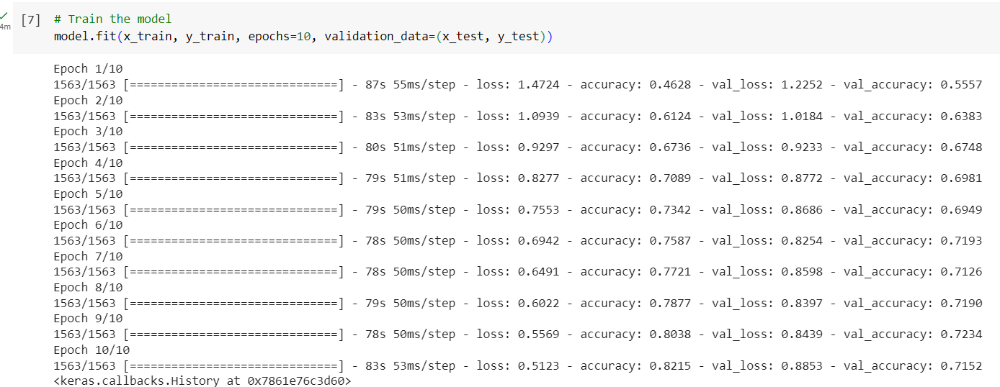 [7] # Train the model
4m model.fit(x_train, y_train, epochs=10, validation_data=(x_test, y_test))
Epoch 1/10
1563/1563 [==============================] - 87s 55ms/step - loss: 1.4724 - accuracy: 0.4628 - val_loss: 1.2252 - val_accuracy: 0.5557
Epoch 2/10
1563/1563 [==============================] - 83s 53ms/step - loss: 1.0939 - accuracy: 0.6124 - val_loss: 1.0184 - val_accuracy: 0.6383
Epoch 3/10
1563/1563 [==============================] - 80s 51ms/step - loss: 0.9297 - accuracy: 0.6736 - val_loss: 0.9233 - val_accuracy: 0.6748
Epoch 4/10
1563/1563 [==============================] - 79s 51ms/step - loss: 0.8277 - accuracy: 0.7089 - val_loss: 0.8772 - val_accuracy: 0.6981
Epoch 5/10
1563/1563 [==============================] - 79s 50ms/step - loss: 0.7553 - accuracy: 0.7342 - val_loss: 0.8686 - val_accuracy: 0.6949
Epoch 6/10
1563/1563 [==============================] - 78s 50ms/step - loss: 0.6942 - accuracy: 0.7587 - val_loss: 0.8254 - val_accuracy: 0.7193
Epoch 7/10
1563/1563 [==============================] - 78s 50ms/step - loss: 0.6491 - accuracy: 0.7721 - val_loss: 0.8598 - val_accuracy: 0.7126
Epoch 8/10
1563/1563 [==============================] - 79s 50ms/step - loss: 0.6022 - accuracy: 0.7877 - val_loss: 0.8397 - val_accuracy: 0.7190
Epoch 9/10
1563/1563 [==============================] - 78s 50ms/step - loss: 0.5569 - accuracy: 0.8038 - val_loss: 0.8439 - val_accuracy: 0.7234
Epoch 10/10
1563/1563 [==============================] - 83s 53ms/step - loss: 0.5123 - accuracy: 0.8215 - val_loss: 0.8853 - val_accuracy: 0.7152
<keras.callbacks.History at 0x7861e76c3d60>